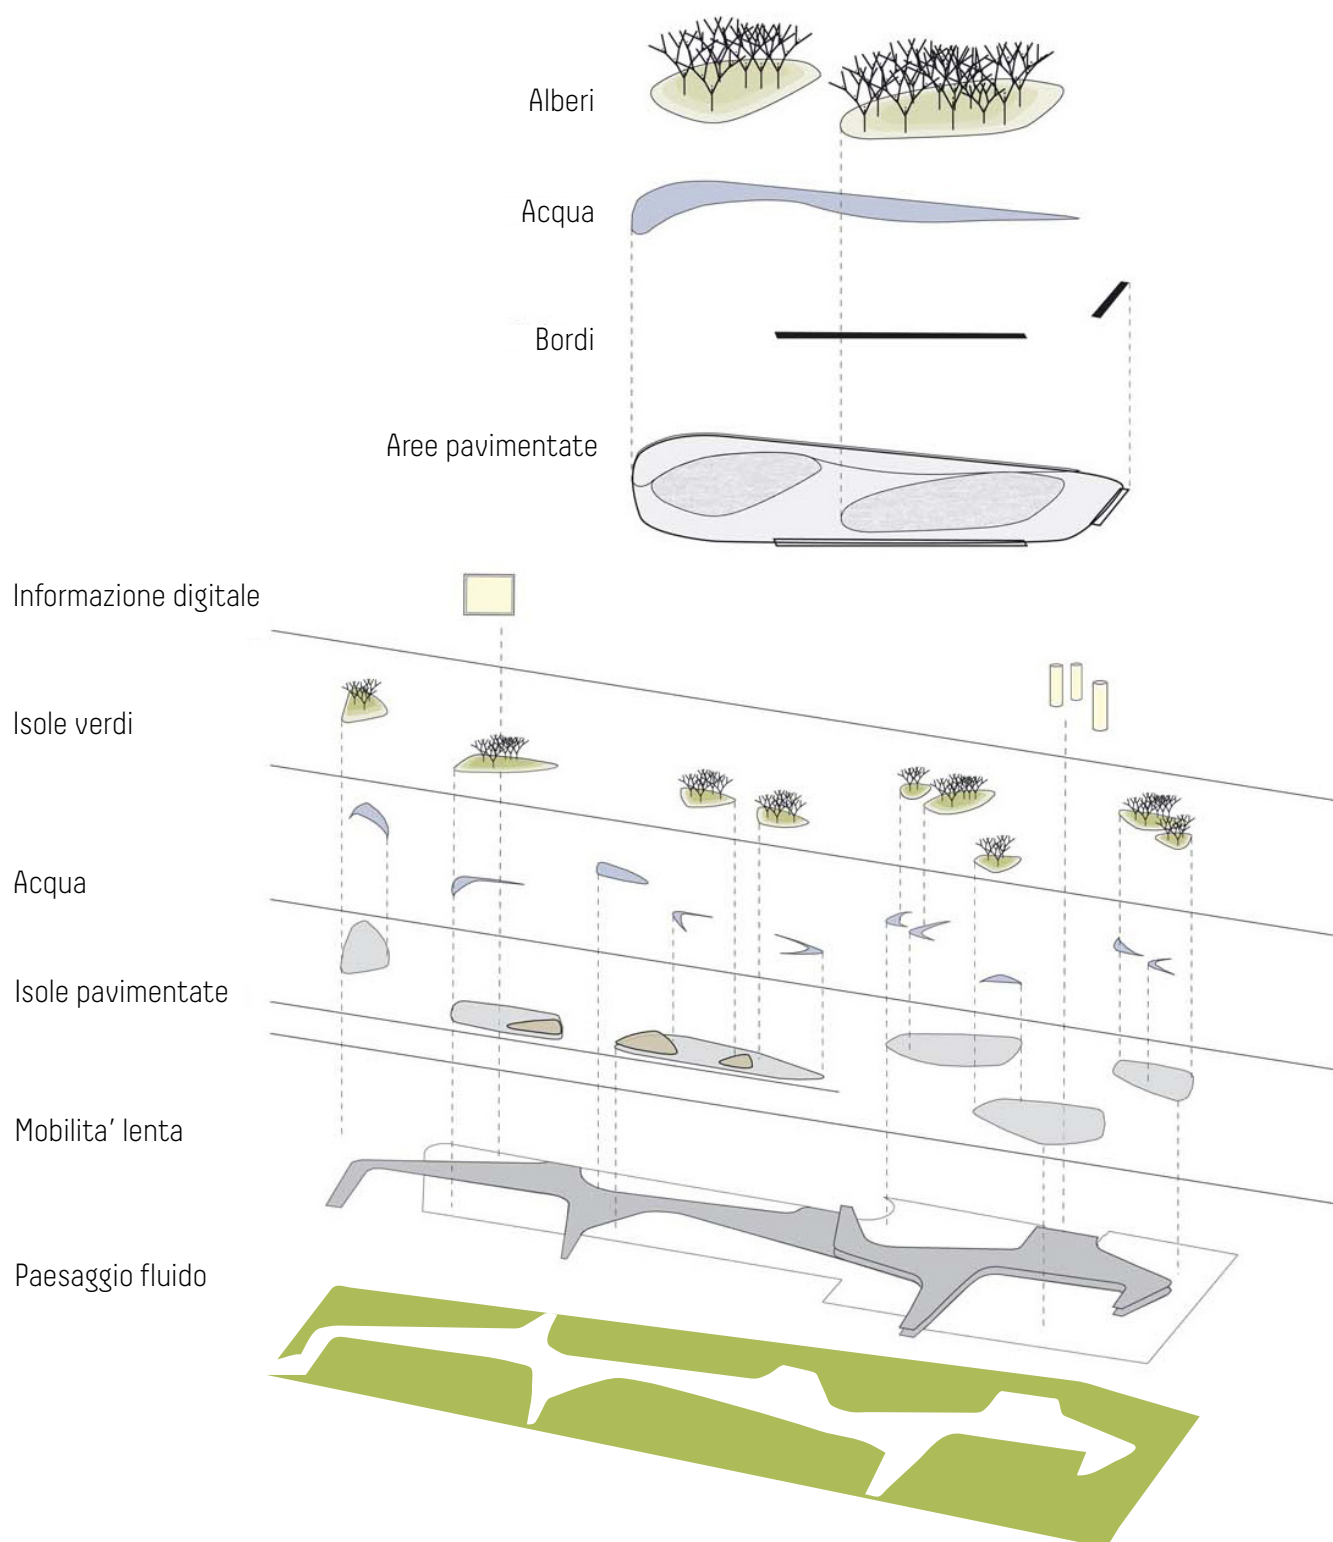 Alberi
Acqua
Bordi
Aree pavimentate
Informazione digitale
Isole verdi
Acqua
Isole pavimentate
Mobilita' lenta
Paesaggio fluido